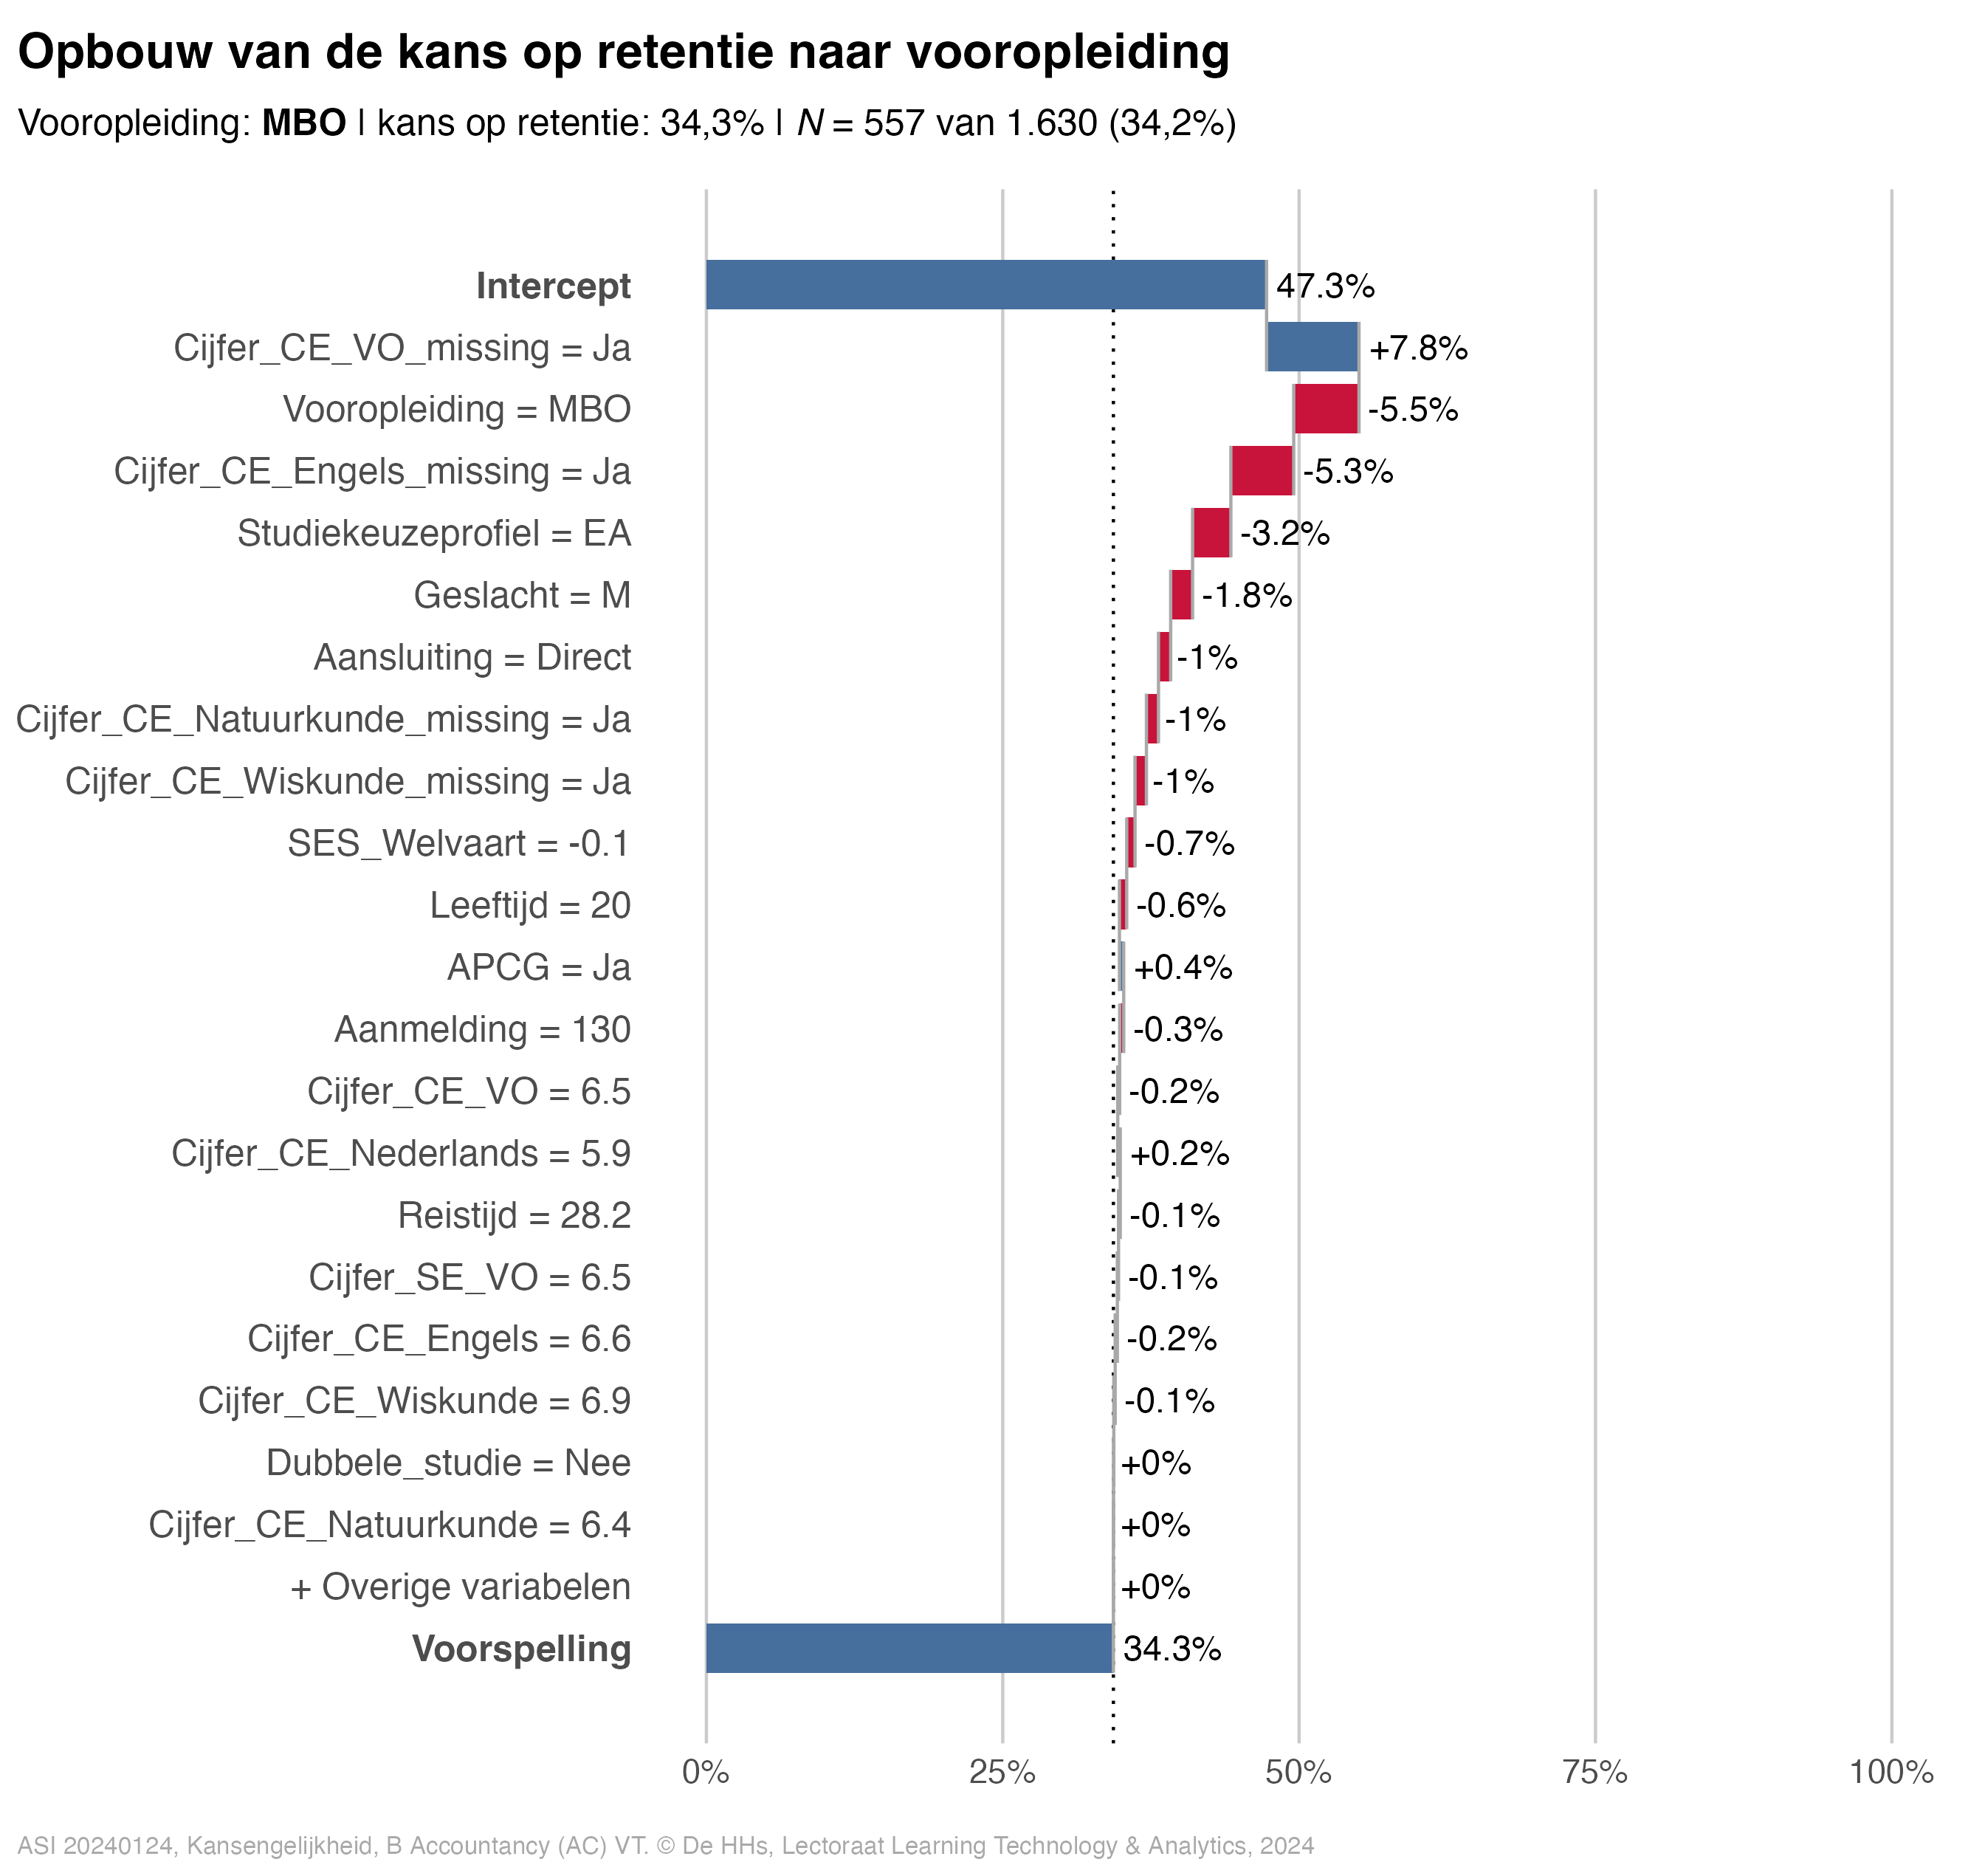 Opbouw van de kans op retentie naar vooropleiding
Vooropleiding: MBO | kans op retentie: 34,3% | N = 557 van 1.630 (34,2%)
Intercept 47.3%
Cijfer_CE_VO_missing = Ja +7.8%
Vooropleiding = MBO -5.5%
Cijfer_CE_Engels_missing = Ja -5.3%
Studiekeuzeprofiel = EA -3.2%
Geslacht = M -1.8%
Aansluiting = Direct -1%
Cijfer_CE_Natuurkunde_missing = Ja -1%
Cijfer_CE_Wiskunde_missing = Ja -1%
SES_Welvaart = -0.1 -0.7%
Leeftijd = 20 -0.6%
APCG = Ja +0.4%
Aanmelding = 130 -0.3%
Cijfer_CE_VO = 6.5 -0.2%
Cijfer_CE_Nederlands = 5.9 +0.2%
Reistijd = 28.2 -0.1%
Cijfer_SE_VO = 6.5 -0.1%
Cijfer_CE_Engels = 6.6 -0.2%
Cijfer_CE_Wiskunde = 6.9 -0.1%
Dubbele_studie = Nee +0%
Cijfer_CE_Natuurkunde = 6.4 +0%
+ Overige variabelen +0%
Voorspelling 34.3%
0% 25% 50% 75% 100%
ASI 20240124, Kansengelijkheid, B Accountancy (AC) VT. © De HHs, Lectoraat Learning Technology & Analytics, 2024